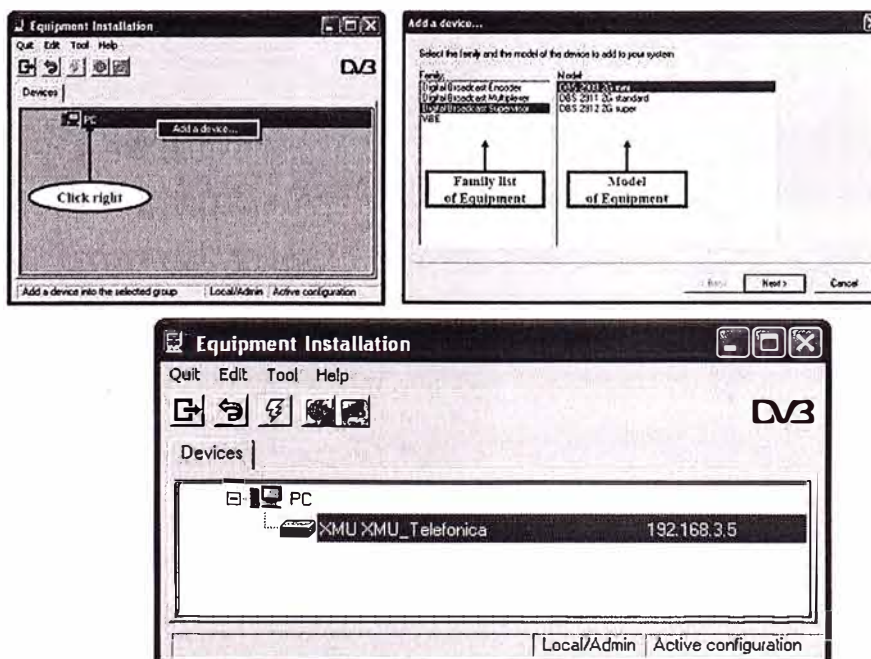 Equipment Installation
Quit Edit Tool Help
DVB
Devices
PC
Add a device...
Click right
Add a device into the selected group
Local/Admin
Active configuration
Add a device...
Select the family and the model of the device to add to your system
Family:
Digital Broadcast Encoder
Digital Broadcast Multiplexer
Digital Broadcast Supervisor
VIBE
Model
2G mini
DBS 2911 2G standard
DBS 2912 2G super
Family list
of Equipment
Model
of Equipment
Next >
Cancel
Equipment Installation
Quit Edit Tool Help
DVB
Devices
PC
XMU XMU_Telefonica 192.168.3.5
Local/Admin
Active configuration